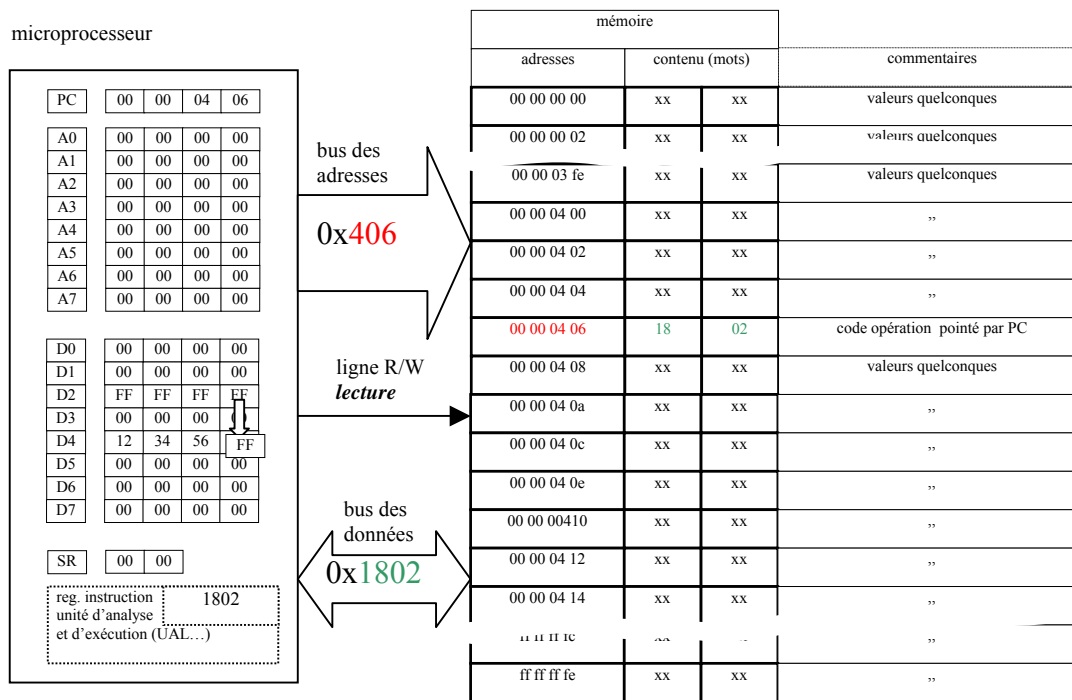 microprocesseur
PC 00 00 04 06
A0 00 00 00 00
A1 00 00 00 00
A2 00 00 00 00
A3 00 00 00 00
A4 00 00 00 00
A5 00 00 00 00
A6 00 00 00 00
A7 00 00 00 00
D0 00 00 00 00
D1 00 00 00 00
D2 FF FF FF FF
D3 00 00 00
D4 12 34 56 FF
D5 00 00 00 00
D6 00 00 00 00
D7 00 00 00 00
SR 00 00
reg. instruction 1802
unité d'analyse
et d'exécution (UAL…)
bus des
adresses
0x406
ligne R/W
lecture
bus des
données
0x1802
mémoire
adresses contenu (mots) commentaires
00 00 00 00 xx xx valeurs quelconques
00 00 00 02 xx xx valeurs quelconques
00 00 03 fe xx xx valeurs quelconques
00 00 04 00 xx xx ,,
00 00 04 02 xx xx ,,
00 00 04 04 xx xx ,,
00 00 04 06 18 02 code opération pointé par PC
00 00 04 08 xx xx valeurs quelconques
00 00 04 0a xx xx ,,
00 00 04 0c xx xx ,,
00 00 04 0e xx xx ,,
00 00 00410 xx xx ,,
00 00 04 12 xx xx ,,
00 00 04 14 xx xx ,,
xx ,,
ff ff ff fe xx xx ,,